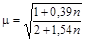 μ = √((1 + 0,39n) / (2 + 1,54n))